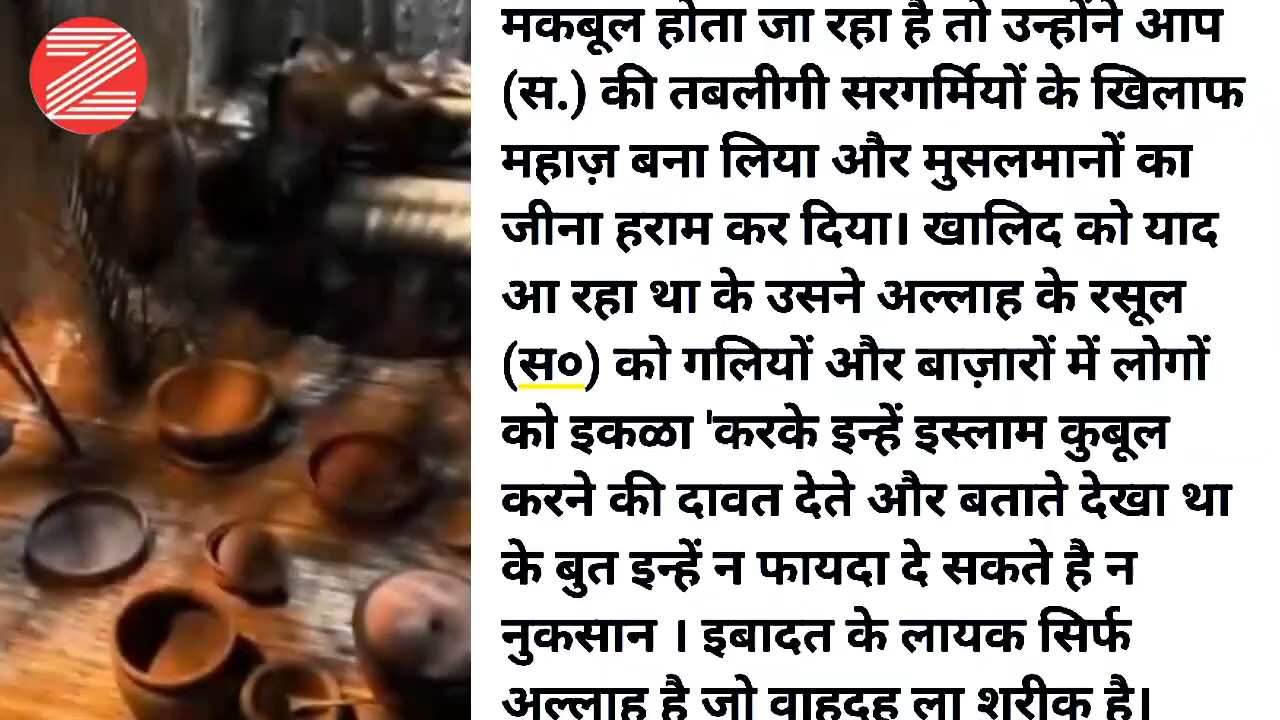 मकबूल होता जा रहा है तो उन्होंने आप
(स.) की तबलीगी सरगर्मियों के खिलाफ
महाज़ बना लिया और मुसलमानों का
जीना हराम कर दिया। खालिद को याद
आ रहा था के उसने अल्लाह के रसूल
(स०) को गलियों और बाज़ारों में लोगों
को इकळा 'करके इन्हें इस्लाम कुबूल
करने की दावत देते और बताते देखा था
के बुत इन्हें न फायदा दे सकते है न
नुकसान । इबादत के लायक सिर्फ
अल्लाह है जो वाहदहू ला शरीक है।